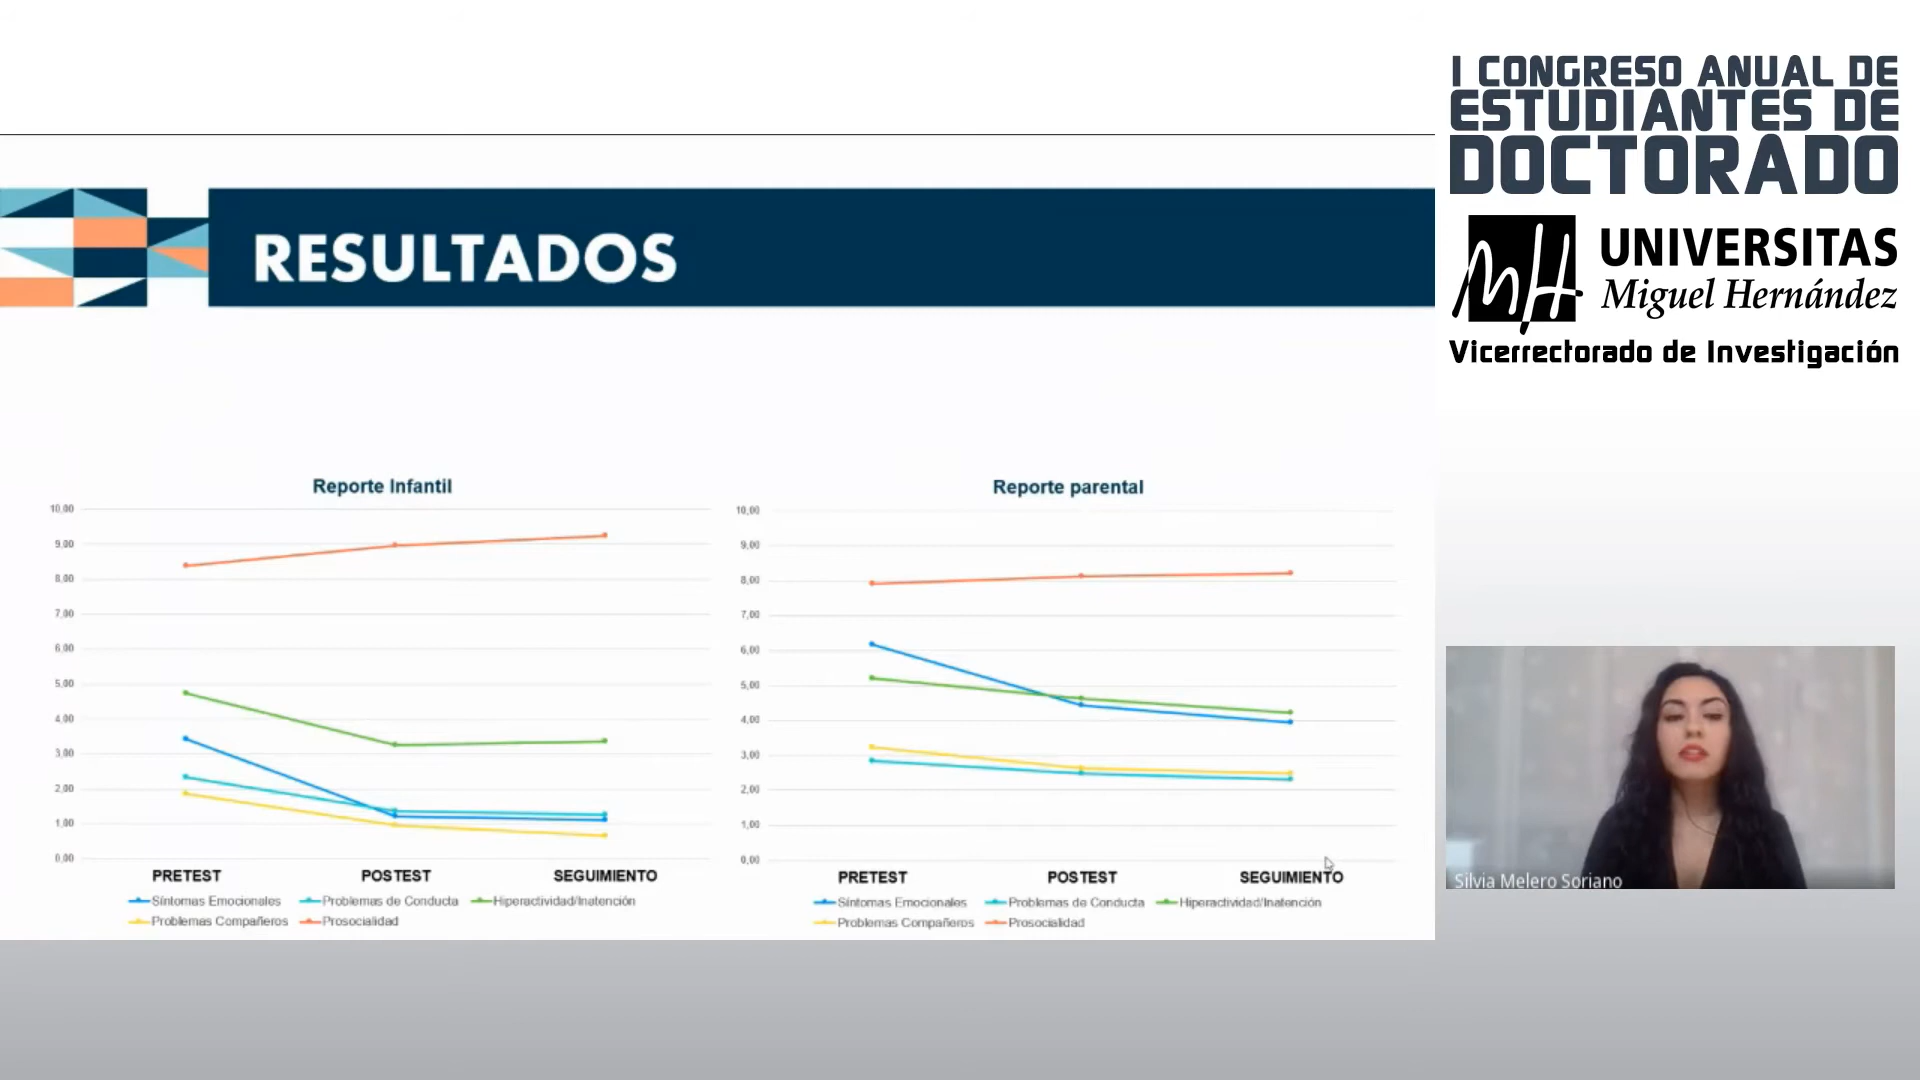 I CONGRESO ANUAL DE
ESTUDIANTES DE
DOCTORADO
UNIVERSITAS
Miguel Hernández
Vicerrectorado de Investigación
RESULTADOS
Reporte Infantil
10,00
9,00
8,00
7,00
6,00
5,00
4,00
3,00
2,00
1,00
0,00
PRETEST POSTEST SEGUIMIENTO
Síntomas Emocionales Problemas de Conducta Hiperactividad/Inatención
Problemas Compañeros Prosocialidad
Reporte parental
10,00
9,00
8,00
7,00
6,00
5,00
4,00
3,00
2,00
1,00
0,00
PRETEST POSTEST SEGUIMIENTO
Síntomas Emocionales Problemas de Conducta Hiperactividad/Inatención
Problemas Compañeros Prosocialidad
Silvia Melero Soriano